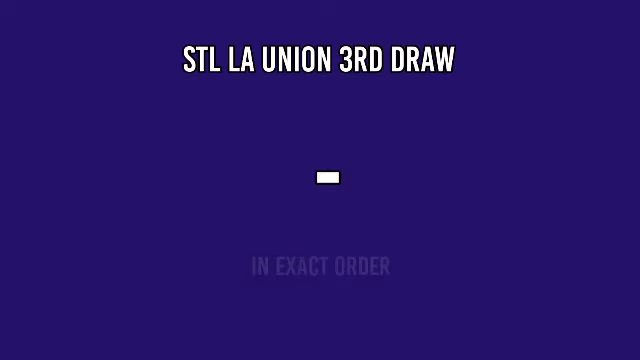 STL LA UNION 3RD DRAW
-
IN EXACT ORDER